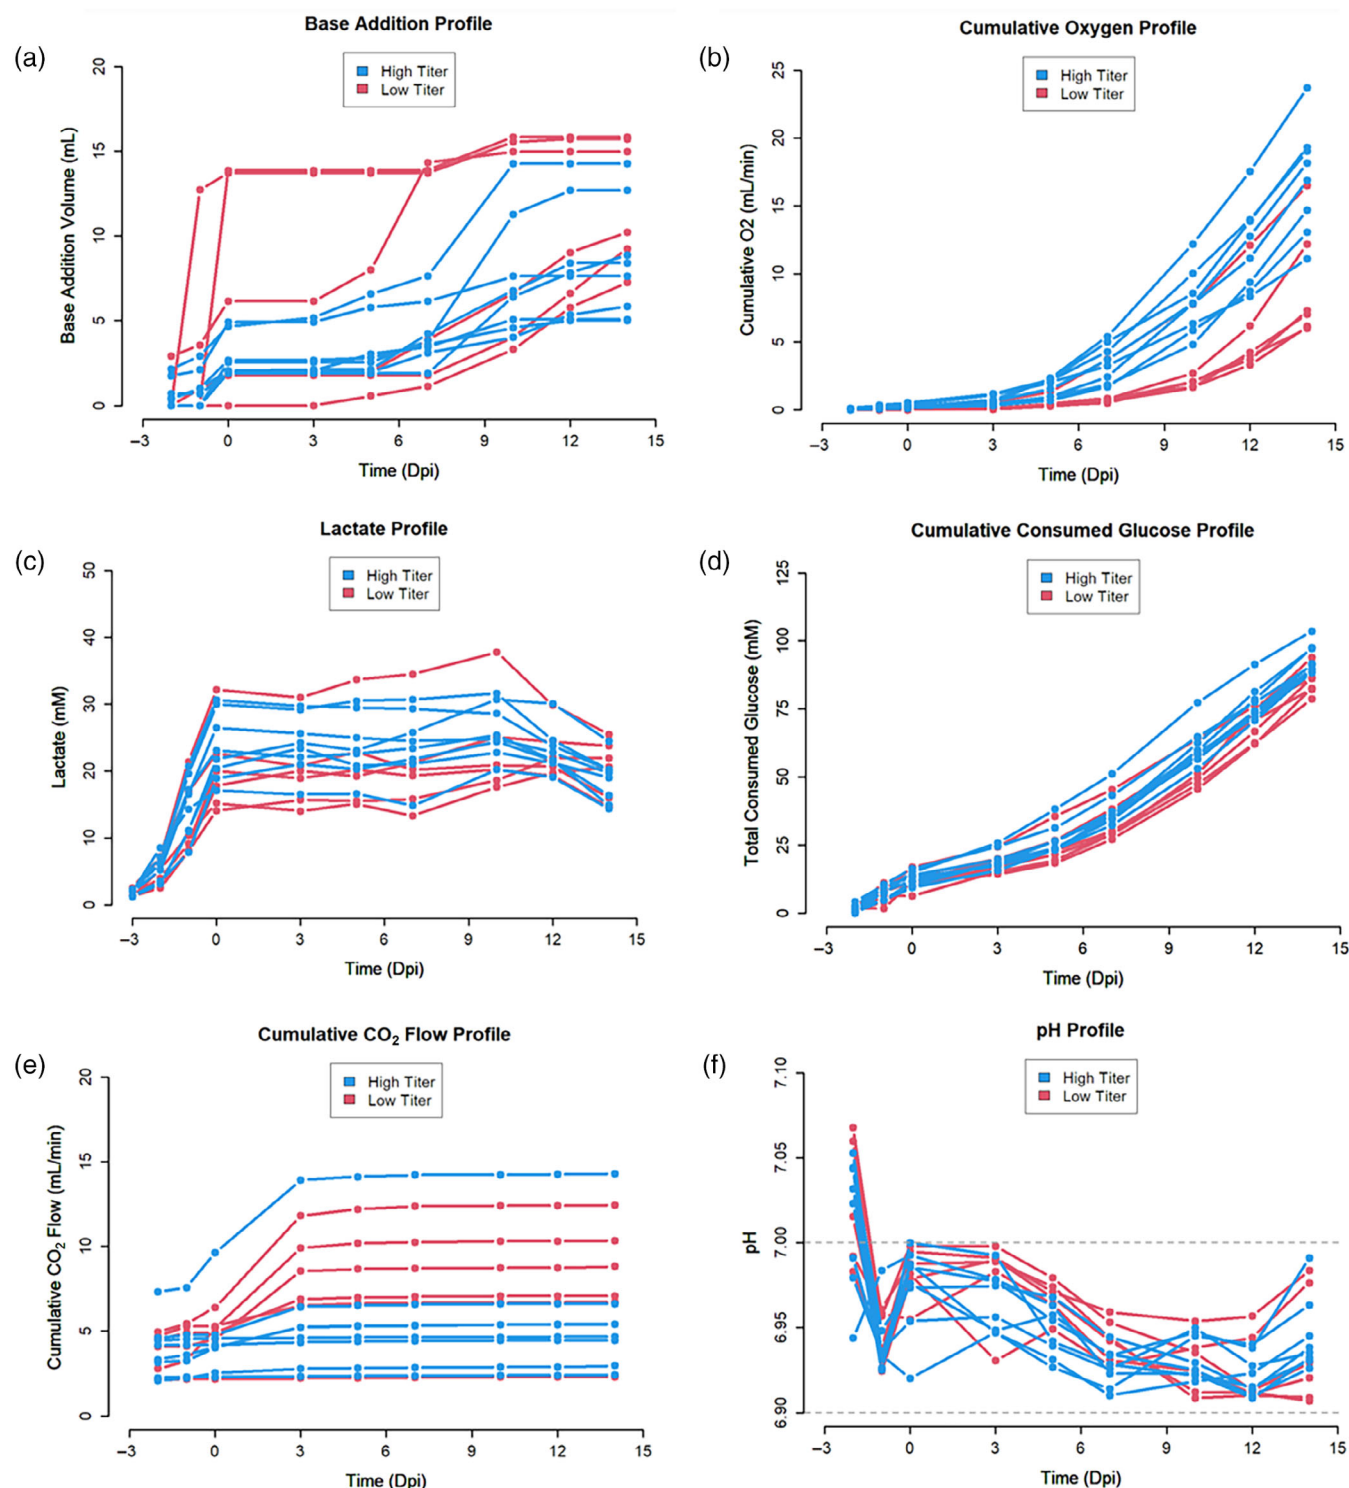 Base Addition Profile
(a)
High Titer
Low Titer
Base Addition Volume (mL)
20
15
10
5
0
−3 0 3 6 9 12 15
Time (Dpi)
Cumulative Oxygen Profile
(b)
High Titer
Low Titer
Cumulative O2 (mL/min)
25
20
15
10
5
0
−3 0 3 6 9 12 15
Time (Dpi)
Lactate Profile
(c)
High Titer
Low Titer
Lactate (mM)
50
40
30
20
10
0
−3 0 3 6 9 12 15
Time (Dpi)
Cumulative Consumed Glucose Profile
(d)
High Titer
Low Titer
Total Consumed Glucose (mM)
125
100
75
50
25
0
−3 0 3 6 9 12 15
Time (Dpi)
Cumulative CO₂ Flow Profile
(e)
High Titer
Low Titer
Cumulative CO₂ Flow (mL/min)
20
15
10
5
0
−3 0 3 6 9 12 15
Time (Dpi)
pH Profile
(f)
High Titer
Low Titer
pH
7.10
7.05
7.00
6.95
6.90
−3 0 3 6 9 12 15
Time (Dpi)